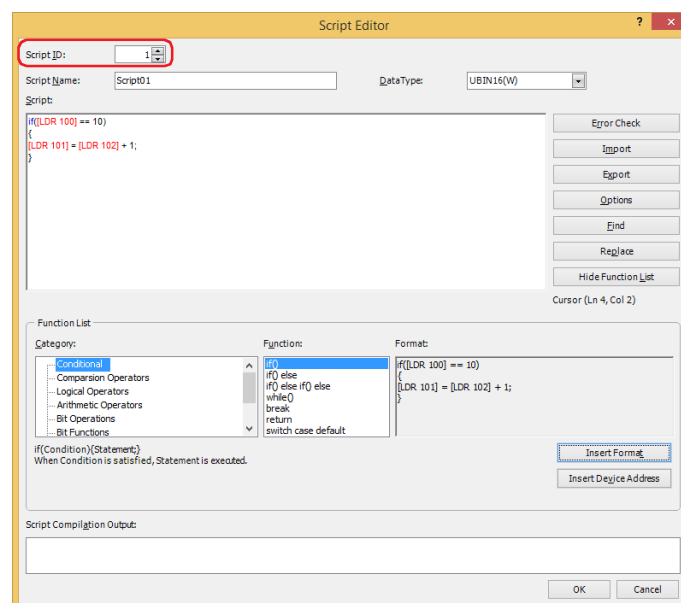 Script Editor
? ×
Script ID: 1
Script Name: Script01 DataType: UBIN16(W)
Script:
if([LDR 100] == 10)
{
[LDR 101] = [LDR 102] + 1;
}
Error Check
Import
Export
Options
Find
Replace
Hide Function List
Cursor (Ln 4, Col 2)
Function List
Category: Function: Format:
Conditional
Comparsion Operators
Logical Operators
Arithmetic Operators
Bit Operations
Bit Functions
if()
if() else
if() else if() else
while()
break
return
switch case default
if([LDR 100] == 10)
{
[LDR 101] = [LDR 102] + 1;
}
if(Condition){Statement;}
When Condition is satisfied, Statement is executed.
Insert Format
Insert Device Address
Script Compilation Output:
OK Cancel